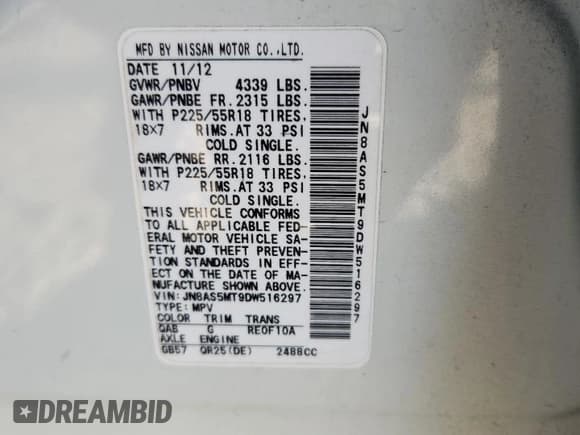 MFD BY NISSAN MOTOR CO.,LTD.
DATE 11/12
GVWR/PNBV 4339 LBS.
GAWR/PNBE FR. 2315 LBS.
WITH P225/55R18 TIRES,
18X7 RIMS. AT 33 PSI
COLD SINGLE.
GAWR/PNBE RR. 2116 LBS.
WITH P225/55R18 TIRES,
18X7 RIMS. AT 33 PSI
COLD SINGLE.
THIS VEHICLE CONFORMS
TO ALL APPLICABLE FED-
ERAL MOTOR VEHICLE SA-
FETY AND THEFT PREVEN-
TION STANDARDS IN EFF-
ECT ON THE DATE OF MA-
NUFACTURE SHOWN ABOVE.
VIN: JN8AS5MT9DW516297
TYPE: MPV
COLOR TRIM TRANS
QAB G RE0F10A
AXLE ENGINE
GB57 QR25(DE) 2488CC
JN8AS5MT9DW516297
DREAMBID